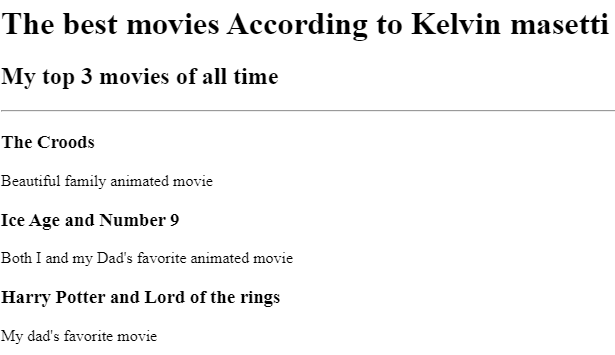 The best movies According to Kelvin masetti
My top 3 movies of all time
The Croods
Beautiful family animated movie
Ice Age and Number 9
Both I and my Dad's favorite animated movie
Harry Potter and Lord of the rings
My dad's favorite movie